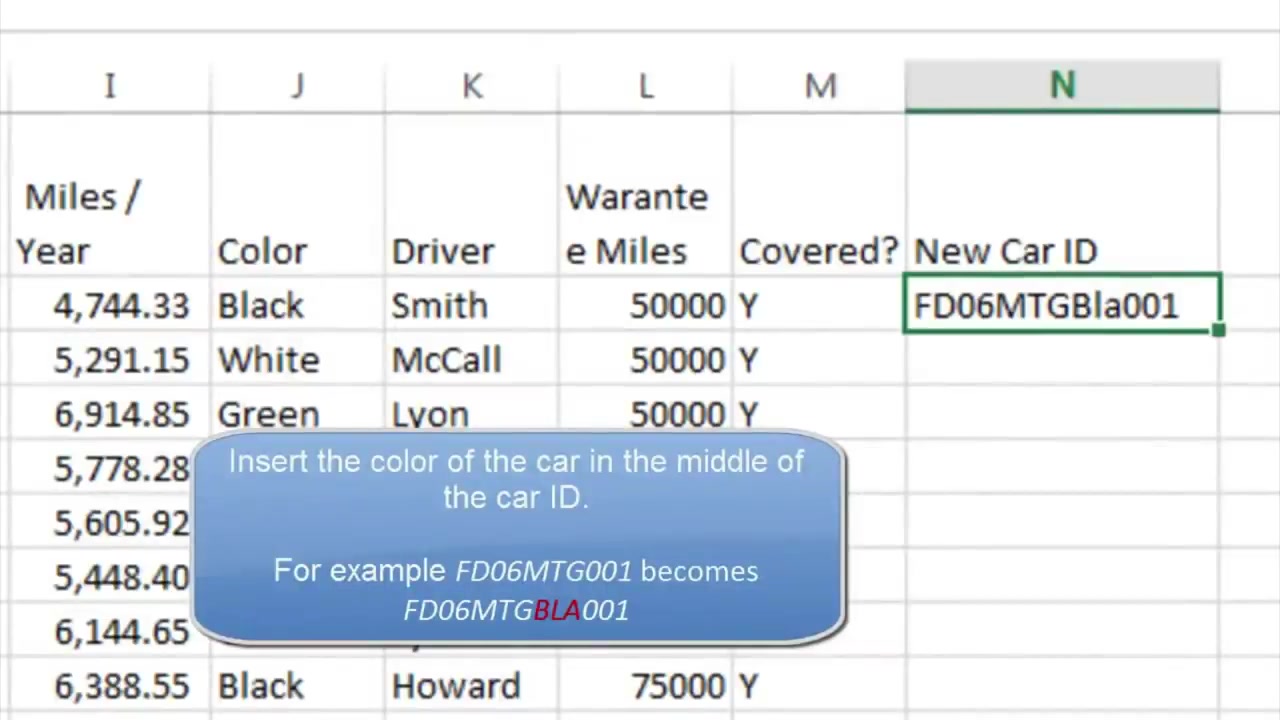 I J K L M N
Miles / Warante
Year Color Driver e Miles Covered? New Car ID
4,744.33 Black Smith 50000 Y FD06MTGBla001
5,291.15 White McCall 50000 Y
6,914.85 Green Lyon 50000 Y
5,778.28
5,605.92
5,448.40
6,144.65
6,388.55 Black Howard 75000 Y
Insert the color of the car in the middle of
the car ID.
For example FD06MTG001 becomes
FD06MTGBLA001